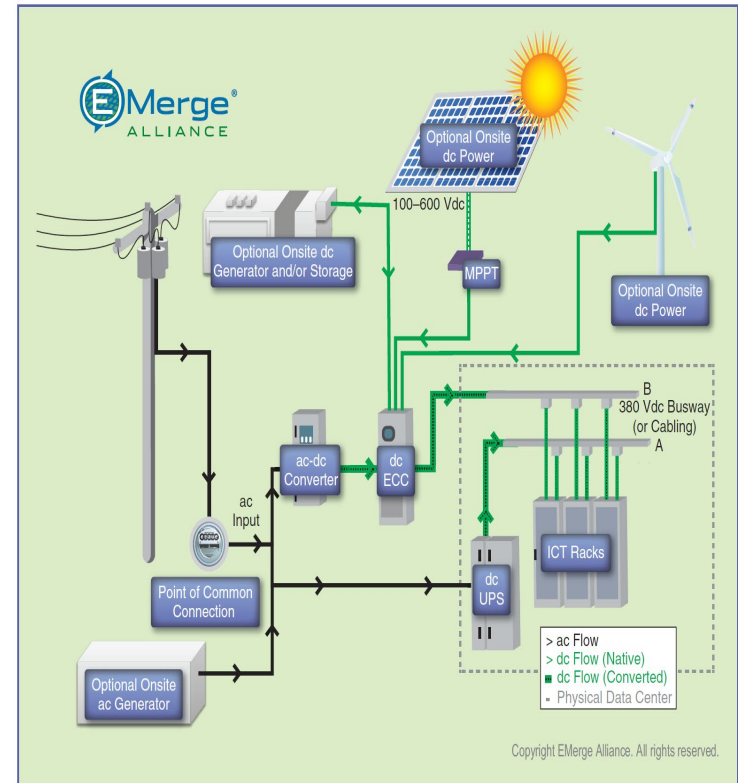 EMerge®
ALLIANCE
Optional Onsite
dc Power
100–600 Vdc
MPPT
Optional Onsite dc
Generator and/or Storage
Optional Onsite
dc Power
B
380 Vdc Busway
(or Cabling)
A
ac-dc
Converter
dc
ECC
ac
Input
ICT Racks
dc
UPS
Point of Common
Connection
Optional Onsite
ac Generator
> ac Flow
> dc Flow (Native)
dc Flow (Converted)
Physical Data Center
Copyright EMerge Alliance. All rights reserved.